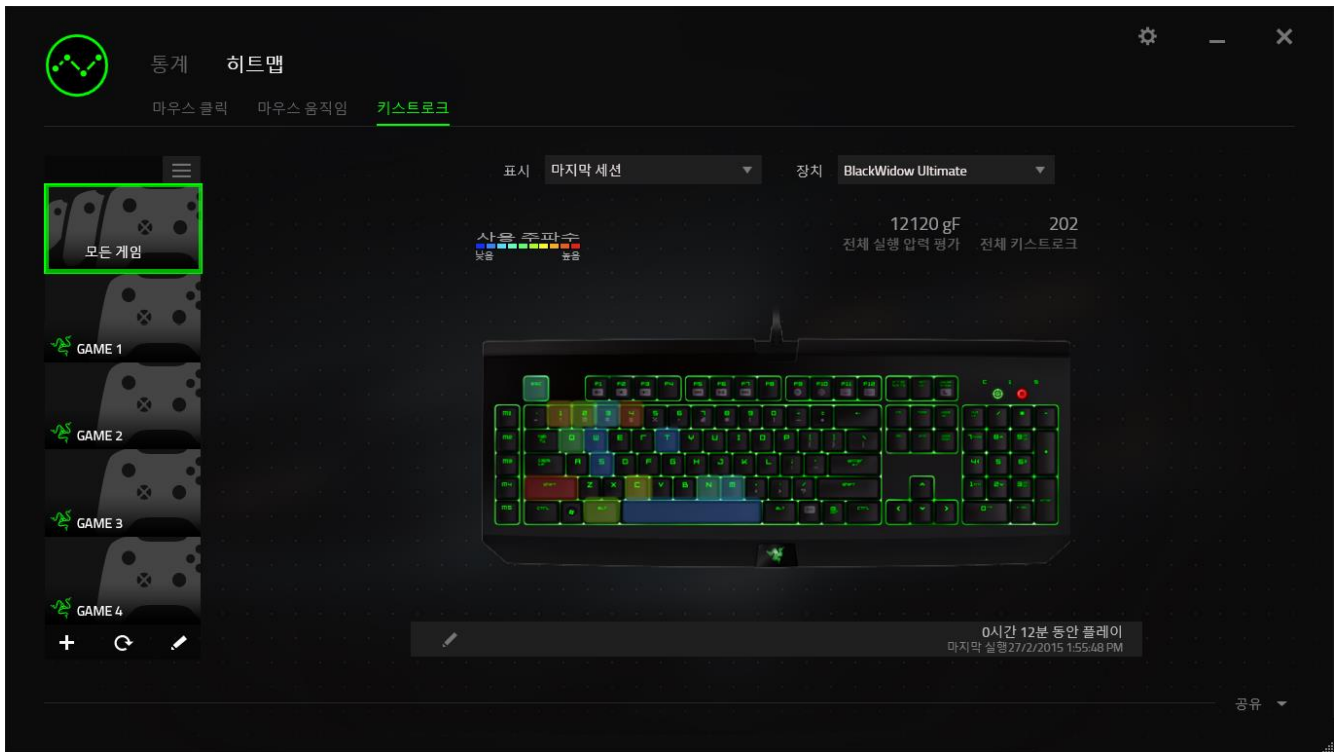 통계 히트맵
마우스 클릭 마우스 움직임 키스트로크
표시 마지막 세션 장치 BlackWidow Ultimate
모든 게임
사용 주파수
낮음 높음
12120 gF 202
전체 실행 압력 평가 전체 키스트로크
GAME 1
GAME 2
GAME 3
GAME 4
0시간 12분 동안 플레이
마지막 실행27/2/2015 1:55:48 PM
공유